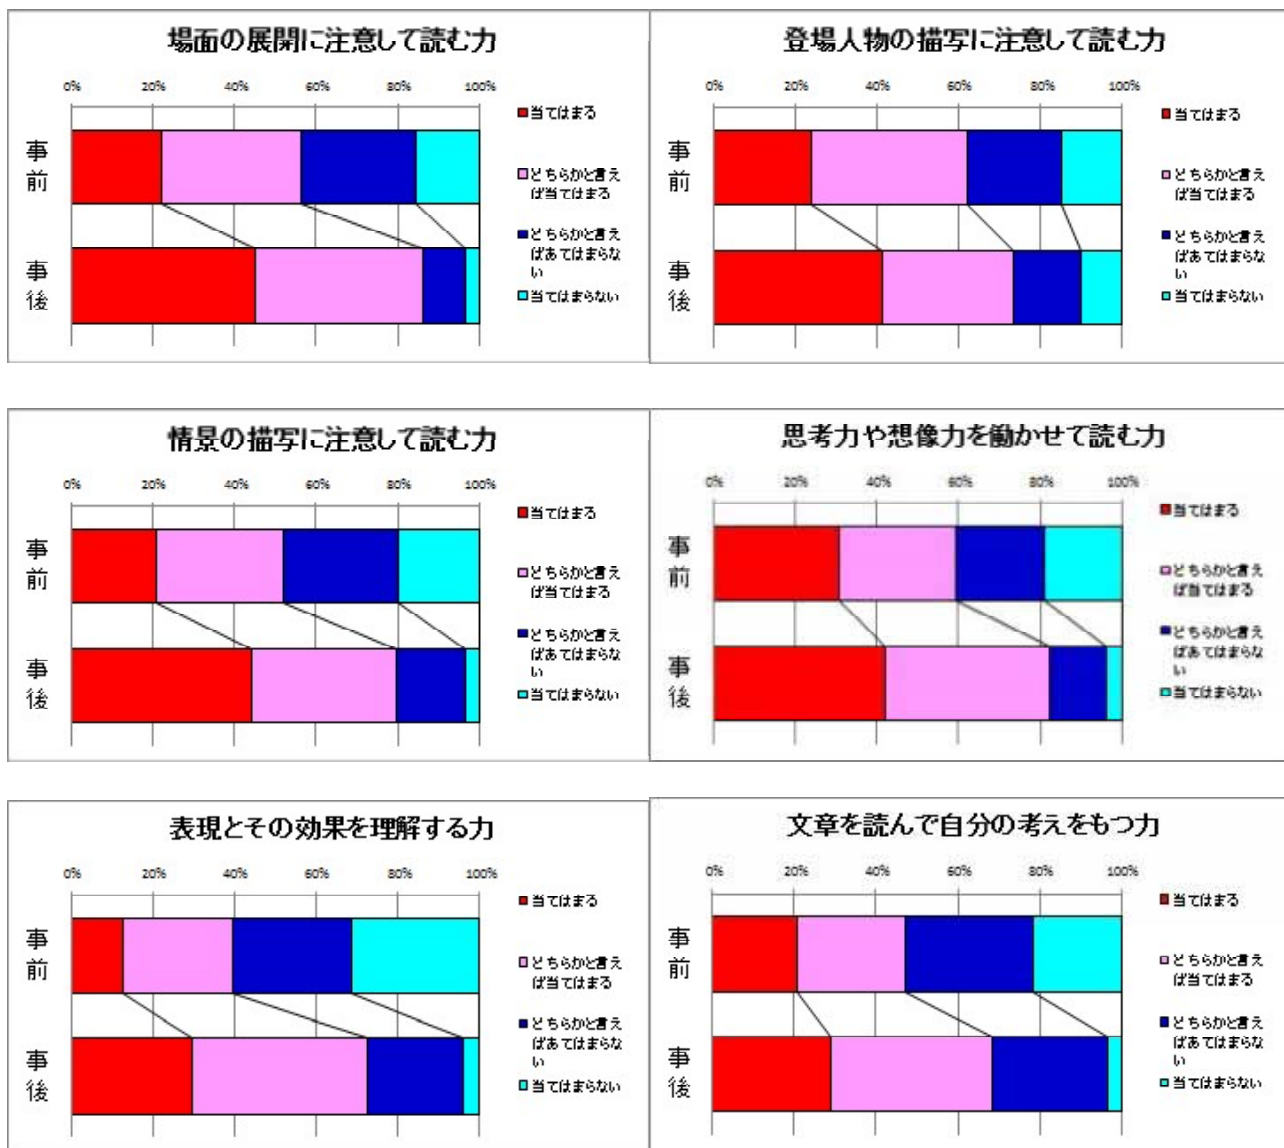 場面の展開に注意して読む力
0% 20% 40% 60% 80% 100%
事前
事後
当てはまる
どちらかと言え
ば当てはまる
どちらかと言え
ばあてはまらな
い
当てはまらない
登場人物の描写に注意して読む力
0% 20% 40% 60% 80% 100%
事前
事後
当てはまる
どちらかと言え
ば当てはまる
どちらかと言え
ばあてはまらな
い
当てはまらない
情景の描写に注意して読む力
0% 20% 40% 60% 80% 100%
事前
事後
当てはまる
どちらかと言え
ば当てはまる
どちらかと言え
ばあてはまらな
い
当てはまらない
思考力や想像力を働かせて読む力
0% 20% 40% 60% 80% 100%
事前
事後
当てはまる
どちらかと言え
ば当てはまる
どちらかと言え
ばあてはまらな
い
当てはまらない
表現とその効果を理解する力
0% 20% 40% 60% 80% 100%
事前
事後
当てはまる
どちらかと言え
ば当てはまる
どちらかと言え
ばあてはまらな
い
当てはまらない
文章を読んで自分の考えをもつ力
0% 20% 40% 60% 80% 100%
事前
事後
当てはまる
どちらかと言え
ば当てはまる
どちらかと言え
ばあてはまらな
い
当てはまらない